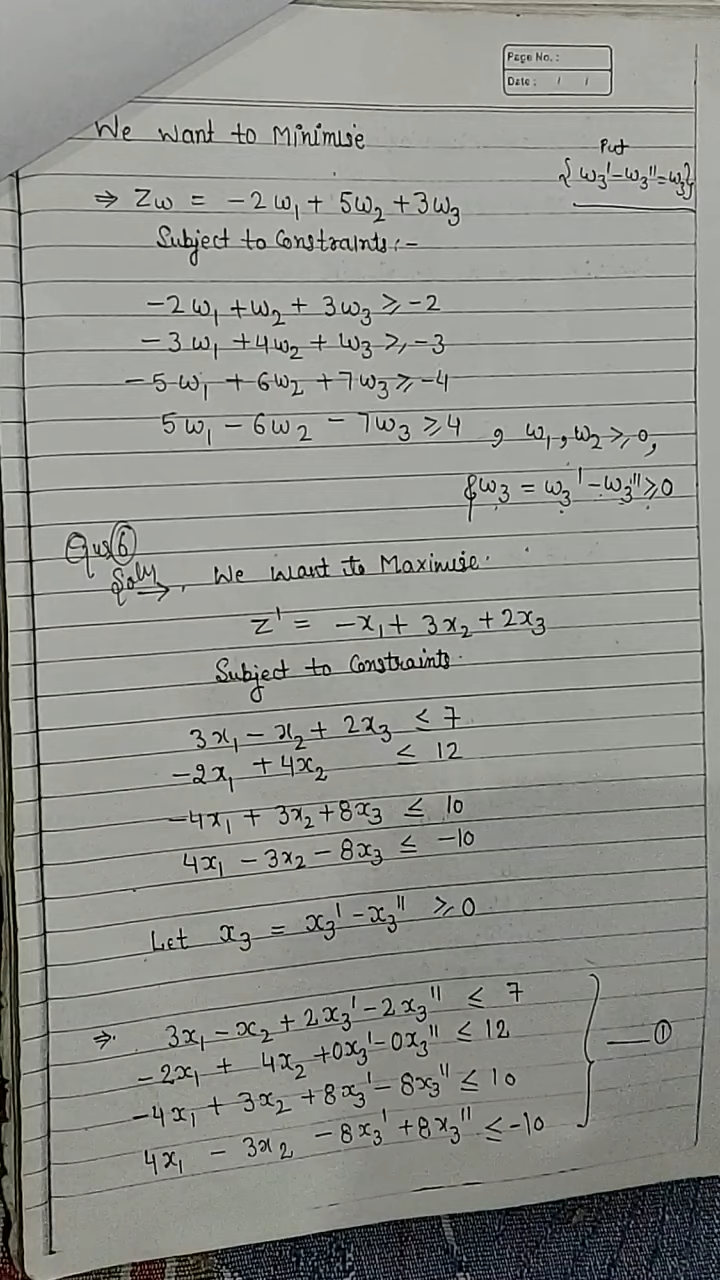 Page No. :
Date : / /
We want to Minimise
Put
{ω₃'-ω₃''=ω₃}
⇒ Zω = -2ω₁ + 5ω₂ + 3ω₃
Subject to Constraints :-
-2ω₁ + ω₂ + 3ω₃ ≥ -2
-3ω₁ + 4ω₂ + ω₃ ≥ -3
-5ω₁ + 6ω₂ + 7ω₃ ≥ -4
5ω₁ - 6ω₂ - 7ω₃ ≥ 4 , ω₁, ω₂ ≥ 0,
& ω₃ = ω₃' - ω₃'' ≥ 0
Qus ⑥
Soln → We want to Maximise.
Z' = -x₁ + 3x₂ + 2x₃
Subject to Constraints.
3x₁ - x₂ + 2x₃ ≤ 7
-2x₁ + 4x₂ ≤ 12
-4x₁ + 3x₂ + 8x₃ ≤ 10
4x₁ - 3x₂ - 8x₃ ≤ -10
Let x₃ = x₃' - x₃'' ≥ 0
⇒ 3x₁ - x₂ + 2x₃' - 2x₃'' ≤ 7
-2x₁ + 4x₂ + 0x₃' - 0x₃'' ≤ 12
—①
-4x₁ + 3x₂ + 8x₃' - 8x₃'' ≤ 10
4x₁ - 3x₂ - 8x₃' + 8x₃'' ≤ -10